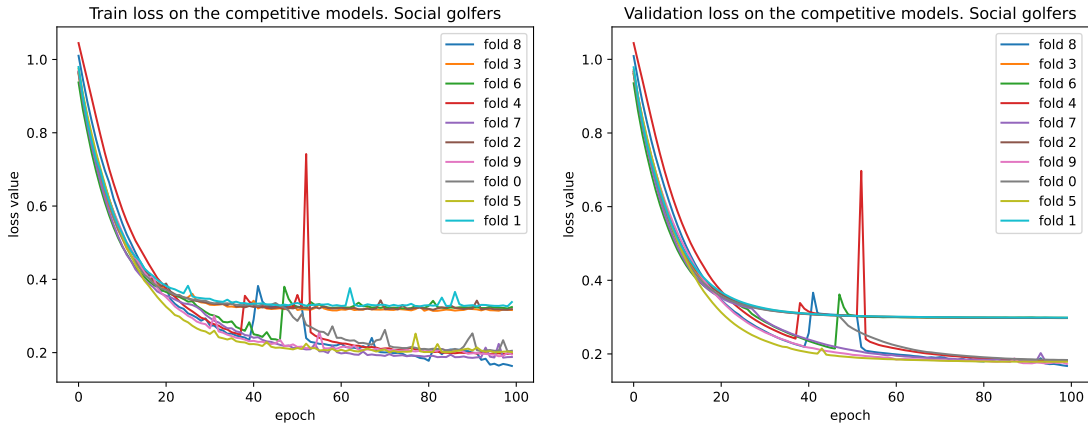 Train loss on the competitive models. Social golfers
loss value
1.0
0.8
0.6
0.4
0.2
0
20
40
60
80
100
epoch
fold 8
fold 3
fold 6
fold 4
fold 7
fold 2
fold 9
fold 0
fold 5
fold 1
Validation loss on the competitive models. Social golfers
loss value
1.0
0.8
0.6
0.4
0.2
0
20
40
60
80
100
epoch
fold 8
fold 3
fold 6
fold 4
fold 7
fold 2
fold 9
fold 0
fold 5
fold 1